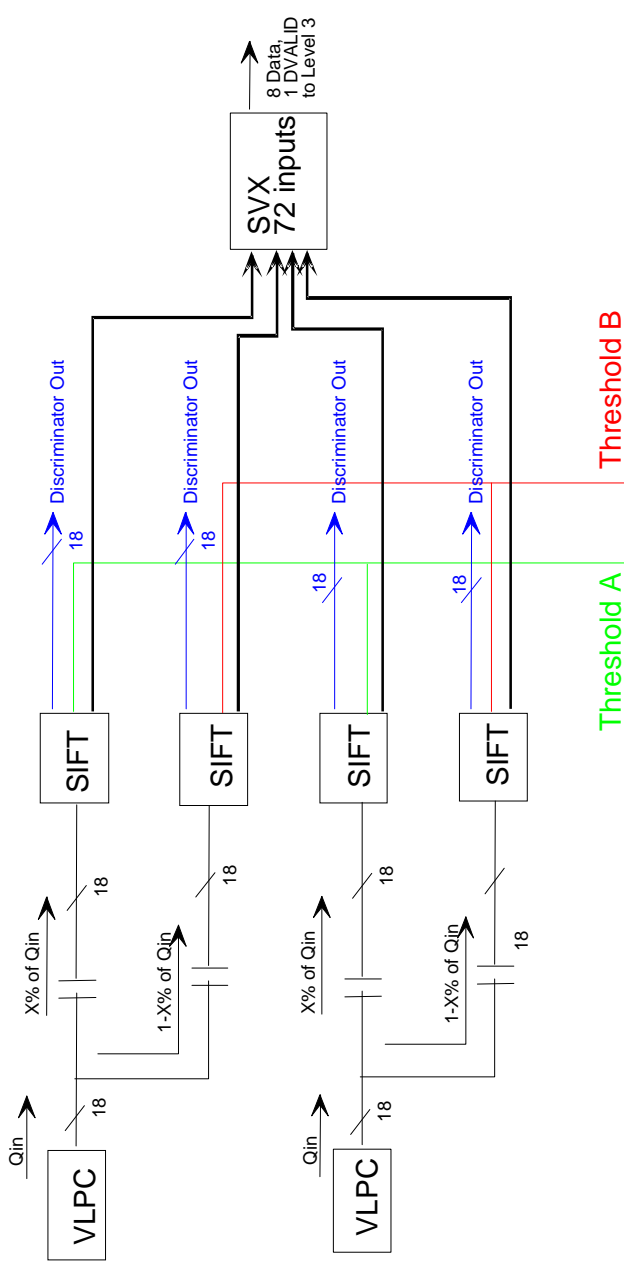 8 Data,
1 DVALID
to Level 3
SVX
72 inputs
Discriminator Out
18
Discriminator Out
18
Discriminator Out
18
Discriminator Out
18
Threshold B
Threshold A
SIFT
SIFT
SIFT
SIFT
18
18
18
18
X% of Qin
1-X% of Qin
X% of Qin
1-X% of Qin
Qin
18
Qin
18
VLPC
VLPC